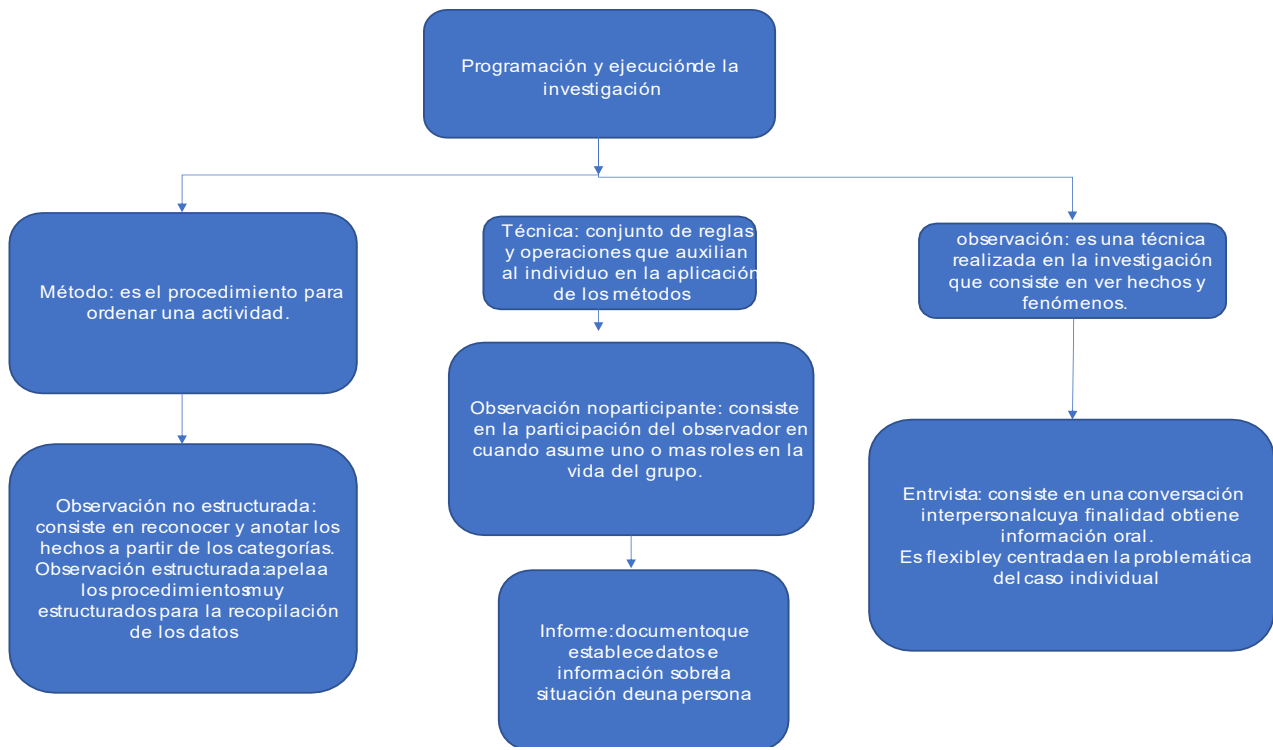 Programación y ejecuciónde la
investigación
Método: es el procedimiento para
ordenar una actividad.
Técnica: conjunto de reglas
y operaciones que auxilian
al individuo en la aplicación
de los métodos
observación: es una técnica
realizada en la investigación
que consiste en ver hechos y
fenómenos.
Observación no estructurada:
consiste en reconocer y anotar los
hechos a partir de los categorías.
Observación estructurada:apelaa
los procedimientosmuy
estructurados para la recopilación
de los datos
Observación noparticipante: consiste
en la participación del observador en
cuando asume uno o mas roles en la
vida del grupo.
Entrvista: consiste en una conversación
interpersonalcuya finalidad obtiene
información oral.
Es flexibley centrada en la problemática
del caso individual
Informe:documentoque
establecedatos e
información sobrela
situación deuna persona